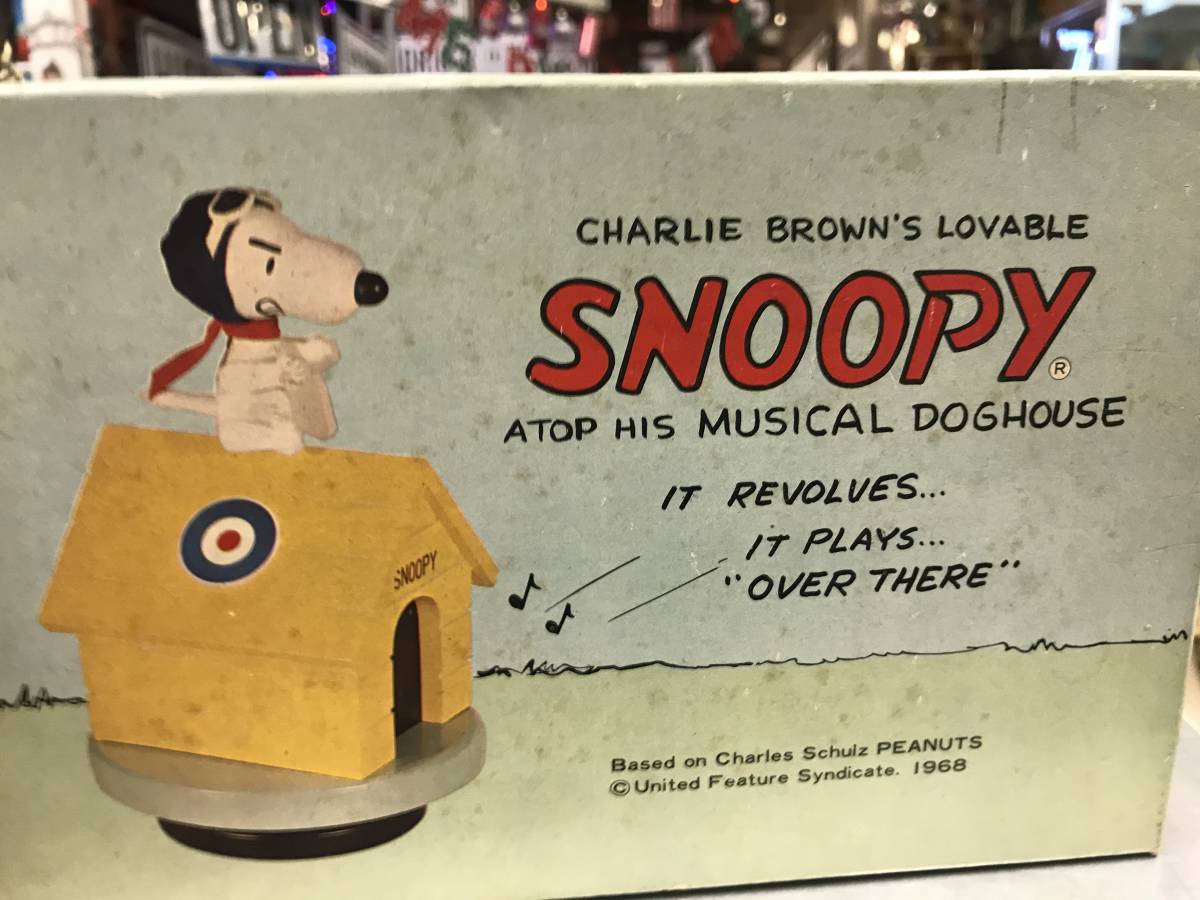 CHARLIE BROWN'S LOVABLE
SNOOPY®
ATOP HIS MUSICAL DOGHOUSE
IT REVOLVES...
IT PLAYS...
"OVER THERE"
SNOOPY
Based on Charles Schulz PEANUTS
©United Feature Syndicate. 1968